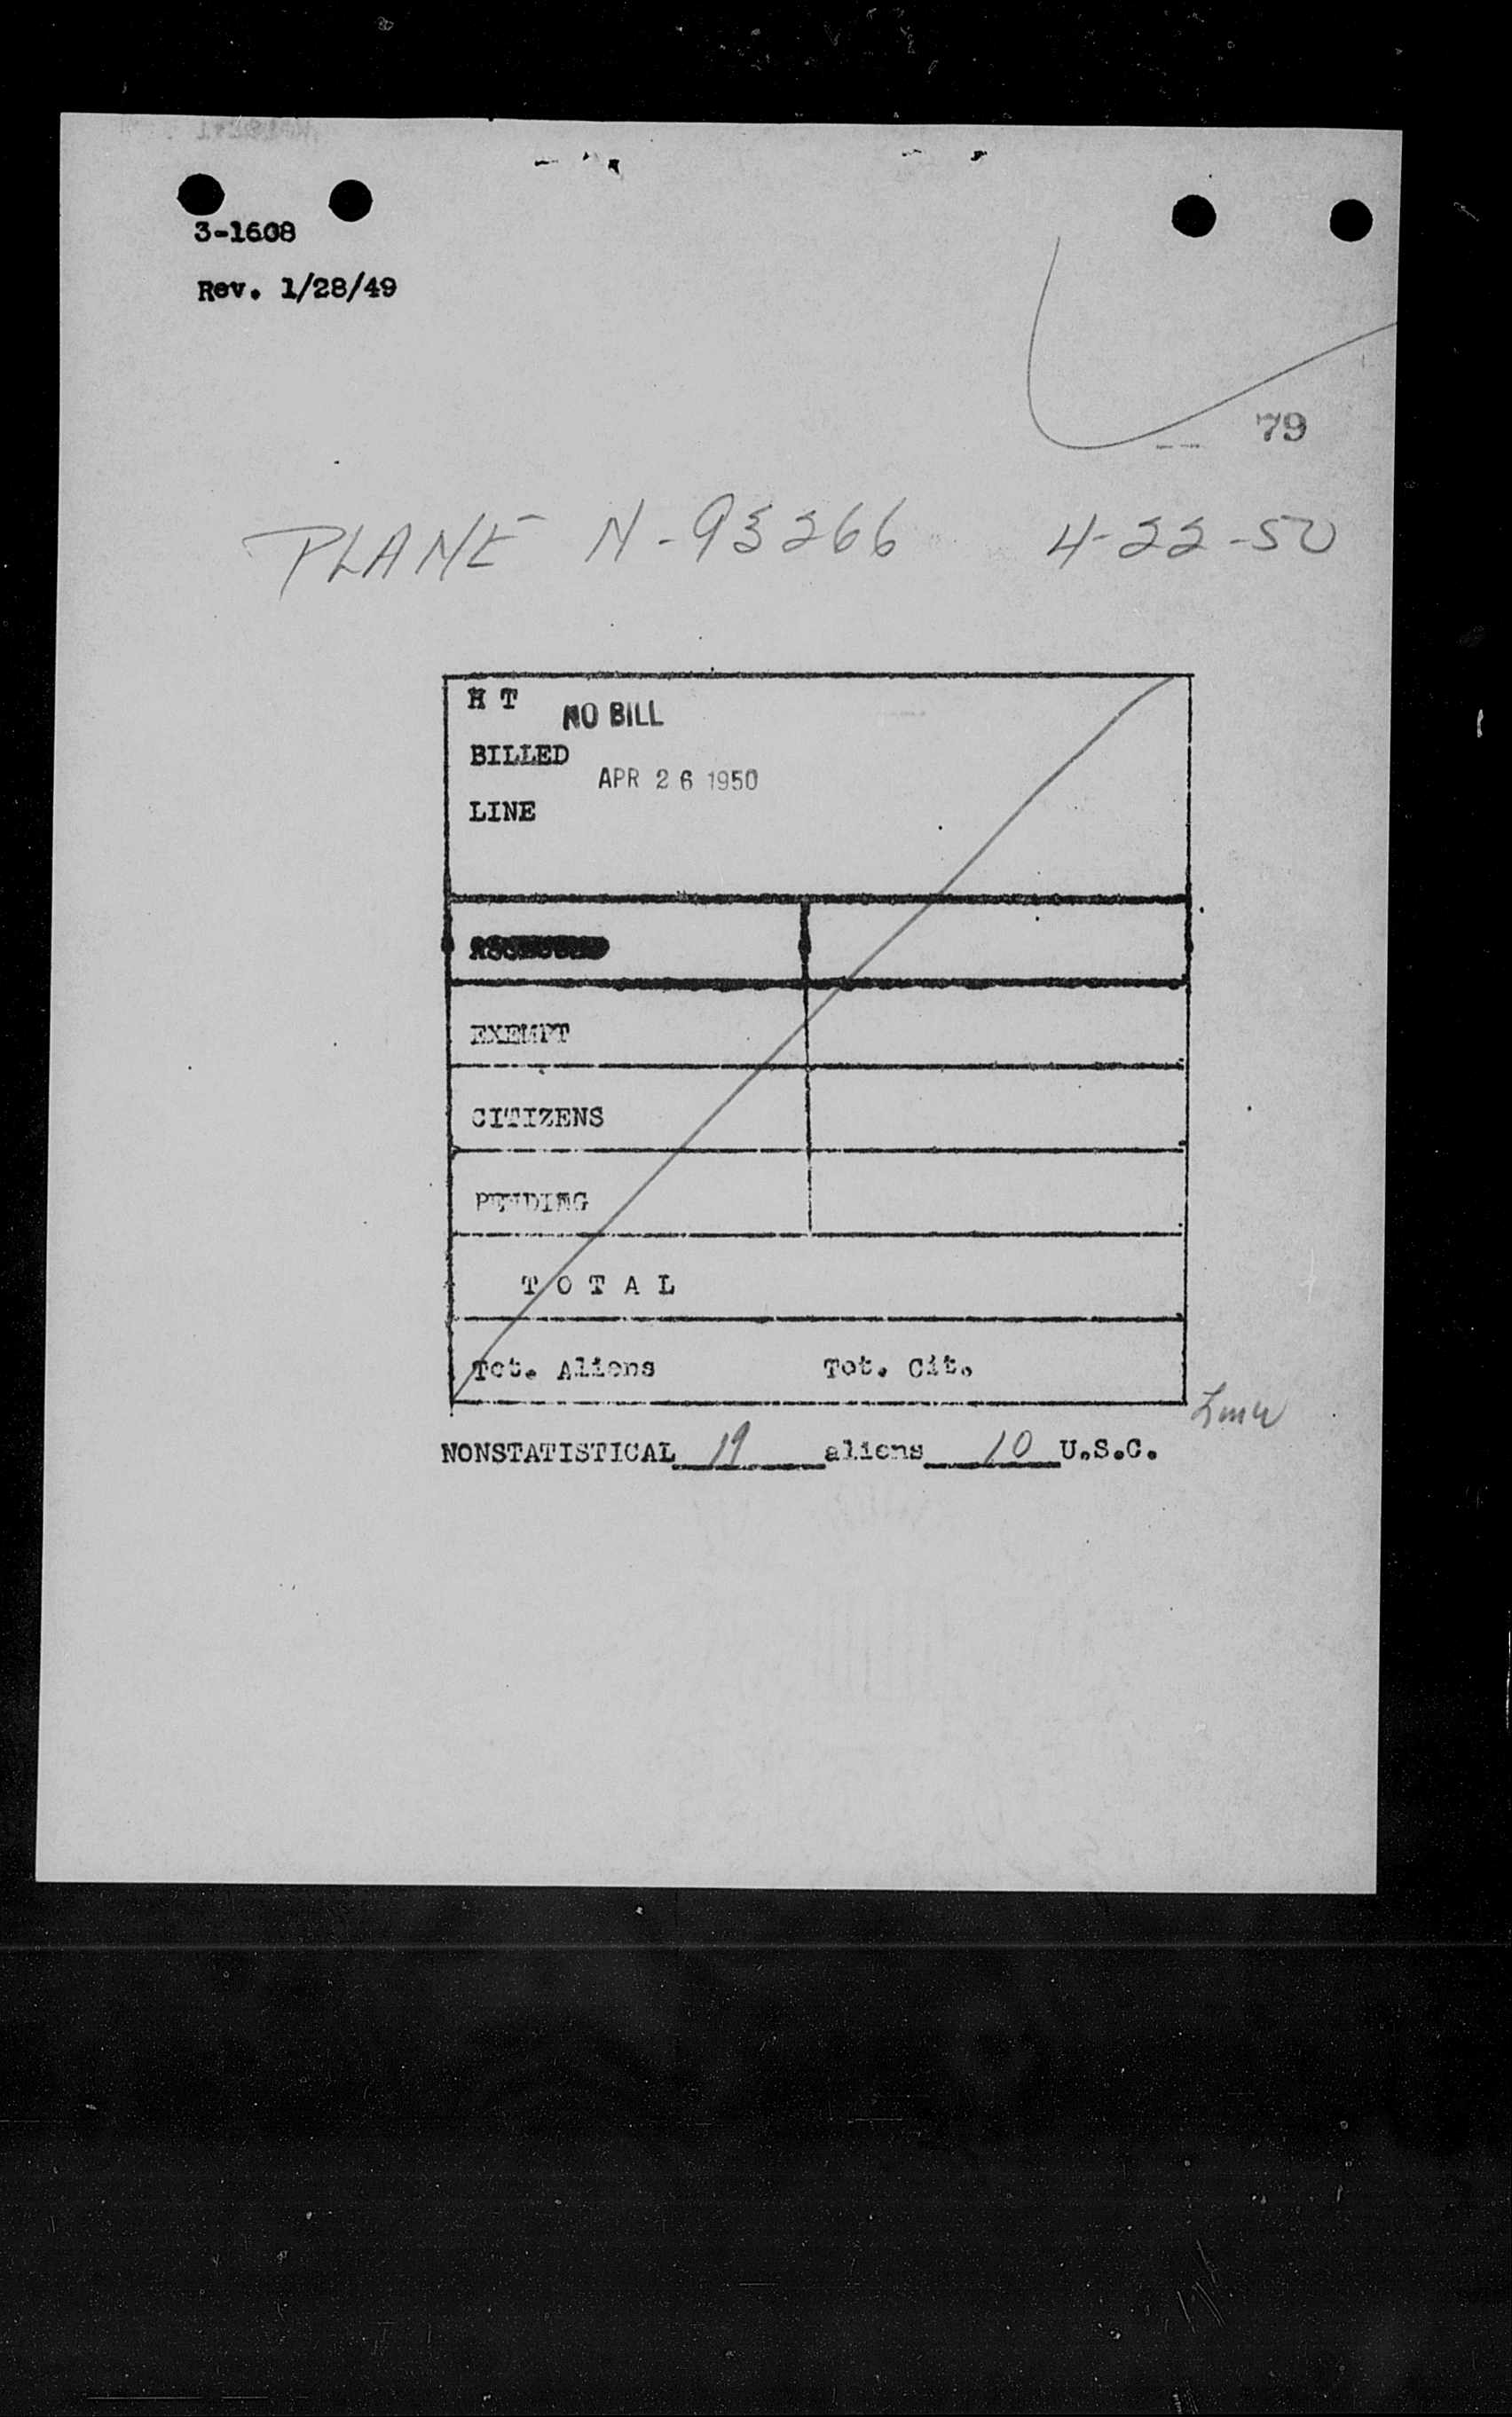 3-1608
Rev. 1/28/49
79
PLANE N-93266 4-22-50
H T
NO BILL
BILLED
APR 26 1950
LINE
EXEMPT
CITIZENS
PENDING
T O T A L
Tot. Aliens Tot. Cit.
NONSTATISTICAL 19 aliens 10 U.S.C.